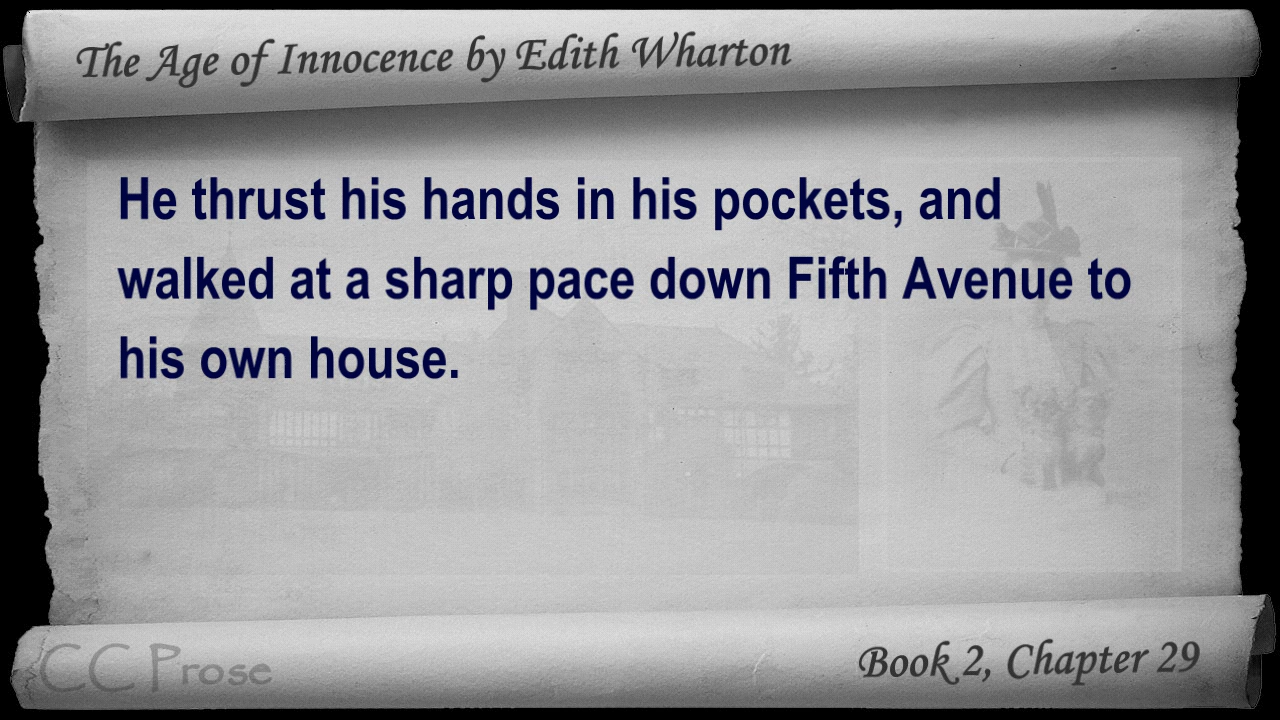 The Age of Innocence by Edith Wharton
He thrust his hands in his pockets, and
walked at a sharp pace down Fifth Avenue to
his own house.
CC Prose
Book 2, Chapter 29